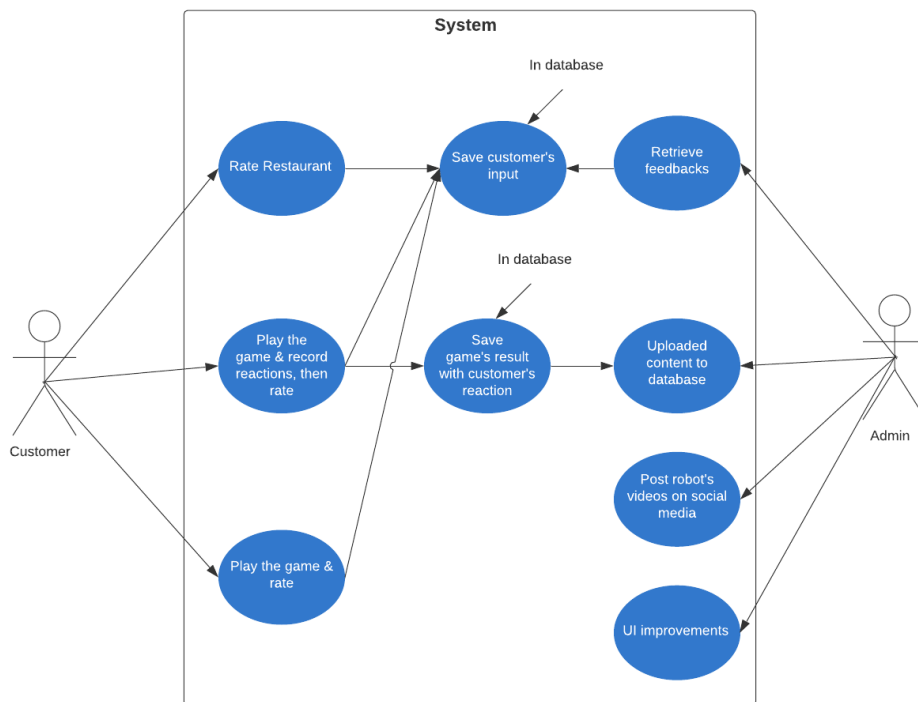 System
In database
Rate Restaurant
Save customer's
input
Retrieve
feedbacks
In database
Play the
game & record
reactions, then
rate
Save
game's result
with customer's
reaction
Uploaded
content to
database
Customer
Admin
Post robot's
videos on social
media
Play the game &
rate
UI improvements